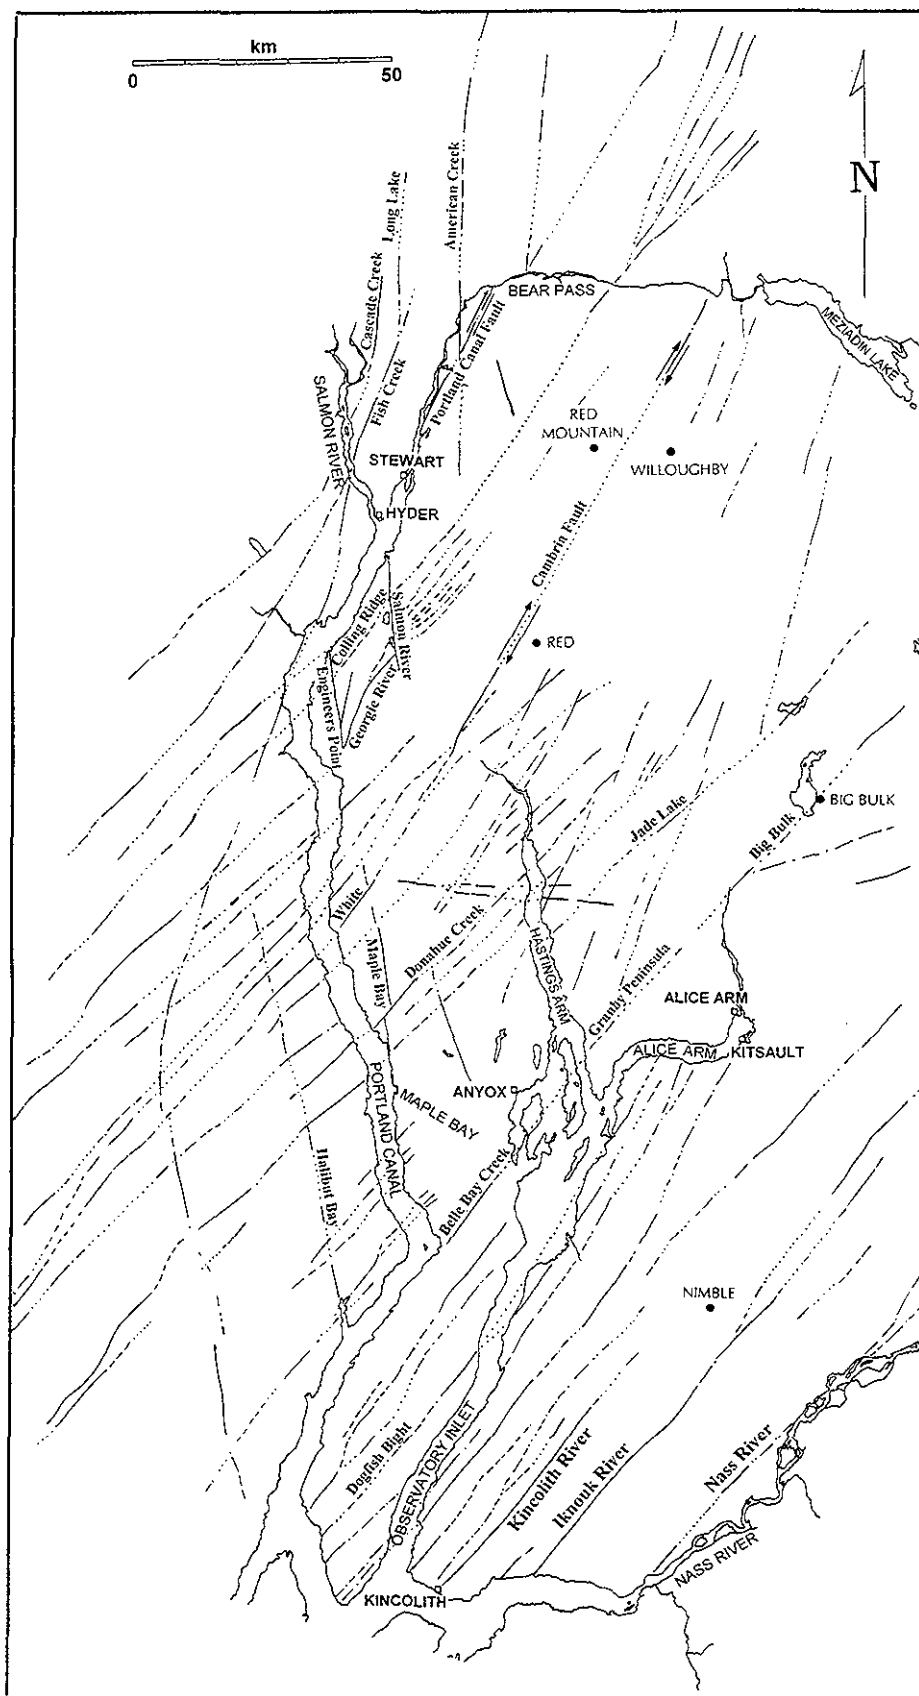 km
0 50
N
Long Lake
Cascade Creek
American Creek
Fish Creek
BEAR PASS
Portland Canal Fault
MEZIADIN LAKE
SALMON RIVER
RED
MOUNTAIN
WILLOUGHBY
STEWART
HYDER
Cambria Fault
Colling Ridge
Salmon River
RED
Engineers Point
Georgie River
BIG BULK
Jade Lake
Big Bulk
White
Maple Bay
Donahue Creek
HASTINGS ARM
Granby Peninsula
ALICE ARM
ALICE ARM
KITSAULT
ANYOX
MAPLE BAY
PORTLAND CANAL
Halibut Bay
Belle Bay Creek
NIMBLE
Dogfish Bight
OBSERVATORY INLET
Kincolith River
Iknouk River
Nass River
NASS RIVER
KINCOLITH